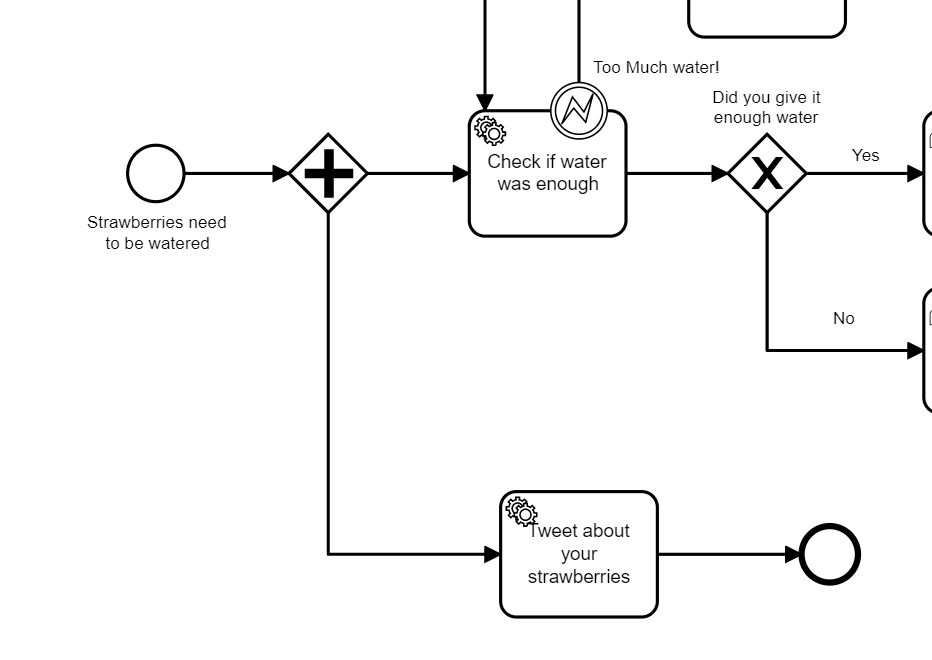 Too Much water!
Did you give it
enough water
Check if water
was enough
Yes
Strawberries need
to be watered
No
Tweet about
your
strawberries